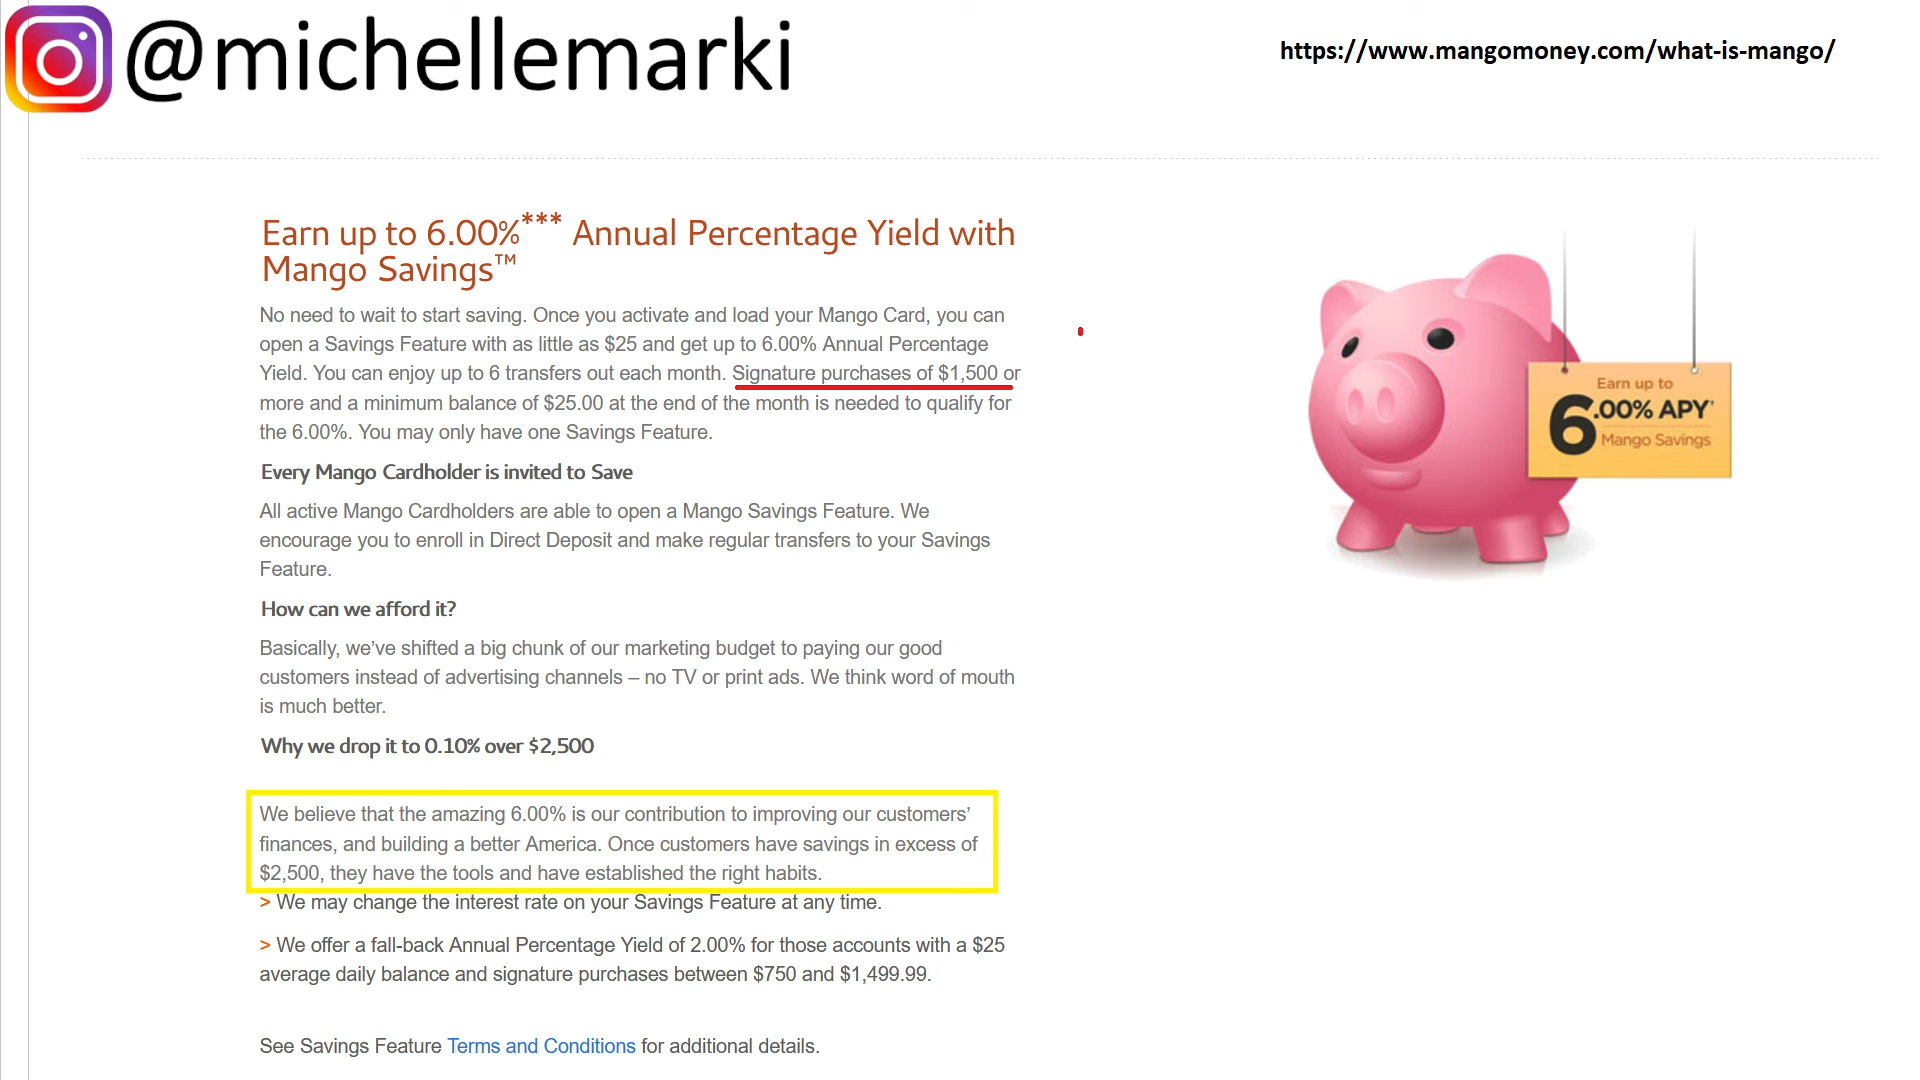 @michellemarki
https://www.mangomoney.com/what-is-mango/
Earn up to 6.00%*** Annual Percentage Yield with
Mango Savings™
No need to wait to start saving. Once you activate and load your Mango Card, you can
open a Savings Feature with as little as $25 and get up to 6.00% Annual Percentage
Yield. You can enjoy up to 6 transfers out each month. Signature purchases of $1,500 or
more and a minimum balance of $25.00 at the end of the month is needed to qualify for
the 6.00%. You may only have one Savings Feature.
Every Mango Cardholder is invited to Save
All active Mango Cardholders are able to open a Mango Savings Feature. We
encourage you to enroll in Direct Deposit and make regular transfers to your Savings
Feature.
How can we afford it?
Basically, we’ve shifted a big chunk of our marketing budget to paying our good
customers instead of advertising channels – no TV or print ads. We think word of mouth
is much better.
Why we drop it to 0.10% over $2,500
We believe that the amazing 6.00% is our contribution to improving our customers’
finances, and building a better America. Once customers have savings in excess of
$2,500, they have the tools and have established the right habits.
> We may change the interest rate on your Savings Feature at any time.
> We offer a fall-back Annual Percentage Yield of 2.00% for those accounts with a $25
average daily balance and signature purchases between $750 and $1,499.99.
See Savings Feature Terms and Conditions for additional details.
Earn up to
6.00% APY*
Mango Savings